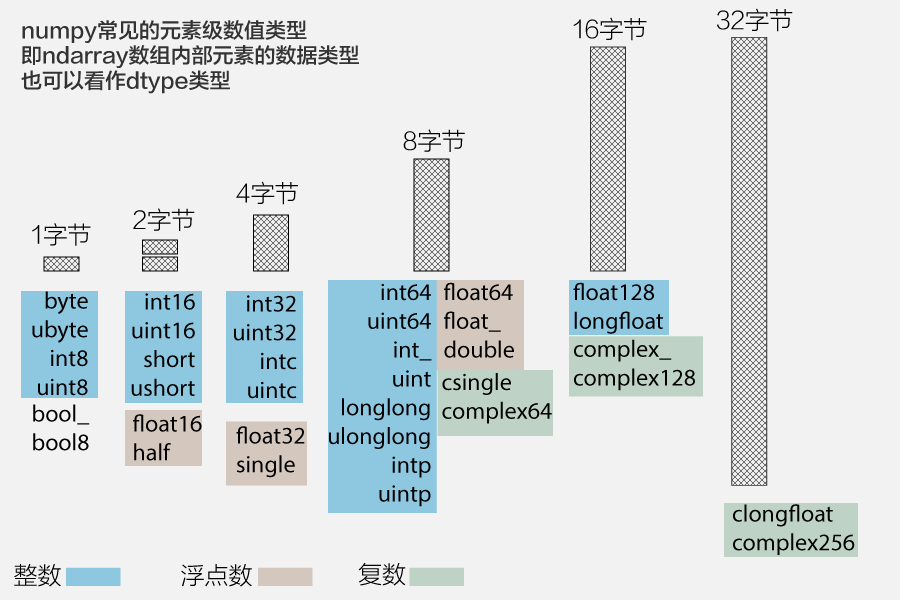 numpy常见的元素级数值类型
即ndarray数组内部元素的数据类型
也可以看作dtype类型
1字节
byte
ubyte
int8
uint8
bool_
bool8
2字节
int16
uint16
short
ushort
float16
half
4字节
int32
uint32
intc
uintc
float32
single
8字节
int64
uint64
int_
uint
longlong
ulonglong
intp
uintp
float64
float_
double
csingle
complex64
16字节
float128
longfloat
complex_
complex128
32字节
clongfloat
complex256
整数
浮点数
复数